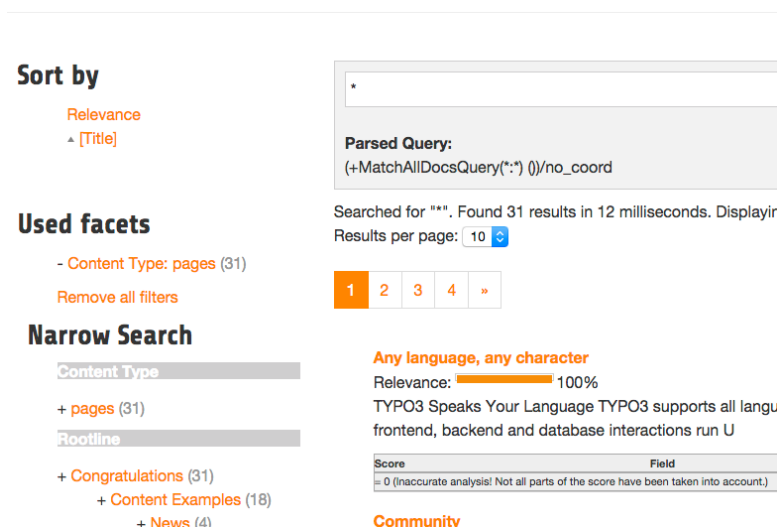 Sort by
Relevance
[Title]
Used facets
- Content Type: pages (31)
Remove all filters
Narrow Search
Content Type
+ pages (31)
Rootline
+ Congratulations (31)
+ Content Examples (18)
+ News (4)
*
Parsed Query:
(+MatchAllDocsQuery(*:*) ())/no_coord
Searched for "*". Found 31 results in 12 milliseconds.
Results per page: 10
1 2 3 4 »
Any language, any character
Relevance: 100%
TYPO3 Speaks Your Language TYPO3 supports all
frontend, backend and database interactions run U
Score Field
= 0 (Inaccurate analysis! Not all parts of the score have been taken into account.)
Community